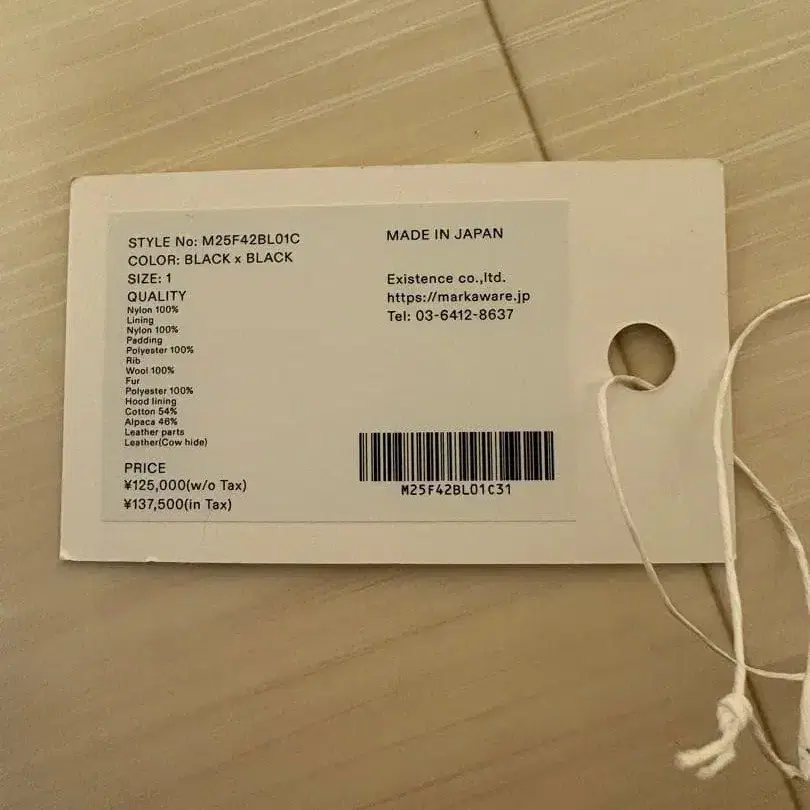 STYLE No: M25F42BL01C
COLOR: BLACK x BLACK
SIZE: 1
QUALITY
Nylon 100%
Lining
Nylon 100%
Padding
Polyester 100%
Rib
Wool 100%
Fur
Polyester 100%
Hood lining
Cotton 54%
Alpaca 46%
Leather parts
Leather(Cow hide)
PRICE
¥125,000(w/o Tax)
¥137,500(in Tax)
MADE IN JAPAN
Existence co.,ltd.
https://markaware.jp
Tel: 03-6412-8637
M25F42BL01C31